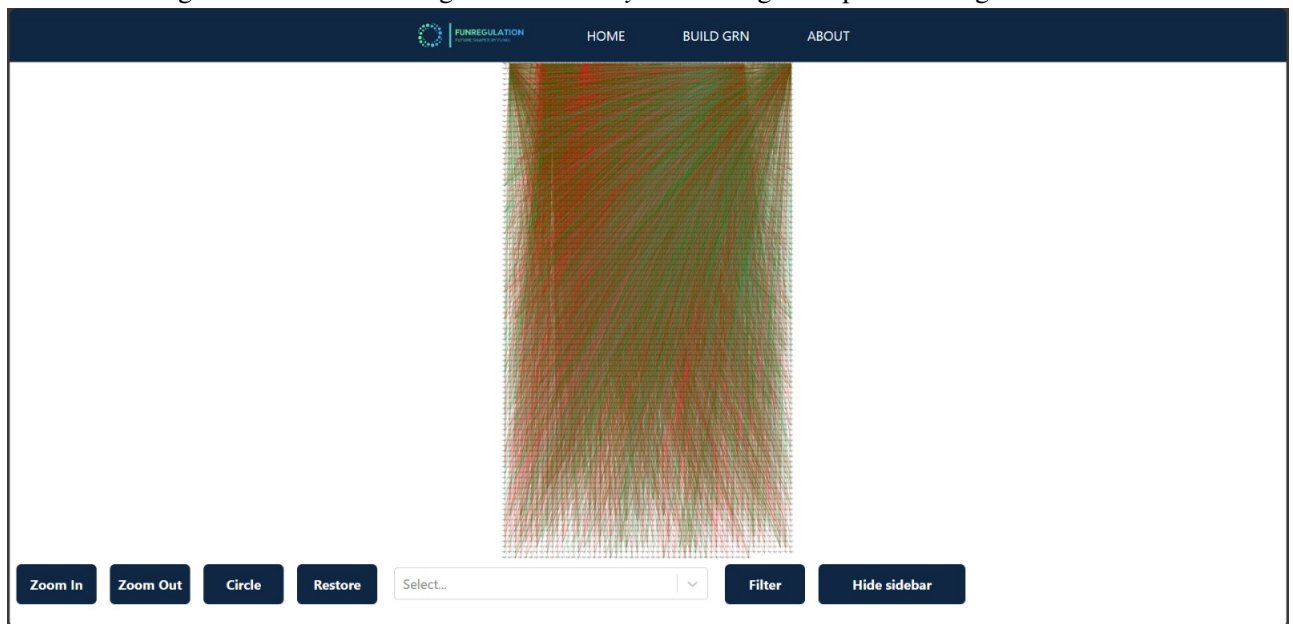 FUNREGULATION
HOME
BUILD GRN
ABOUT
Zoom In
Zoom Out
Circle
Restore
Select...
Filter
Hide sidebar